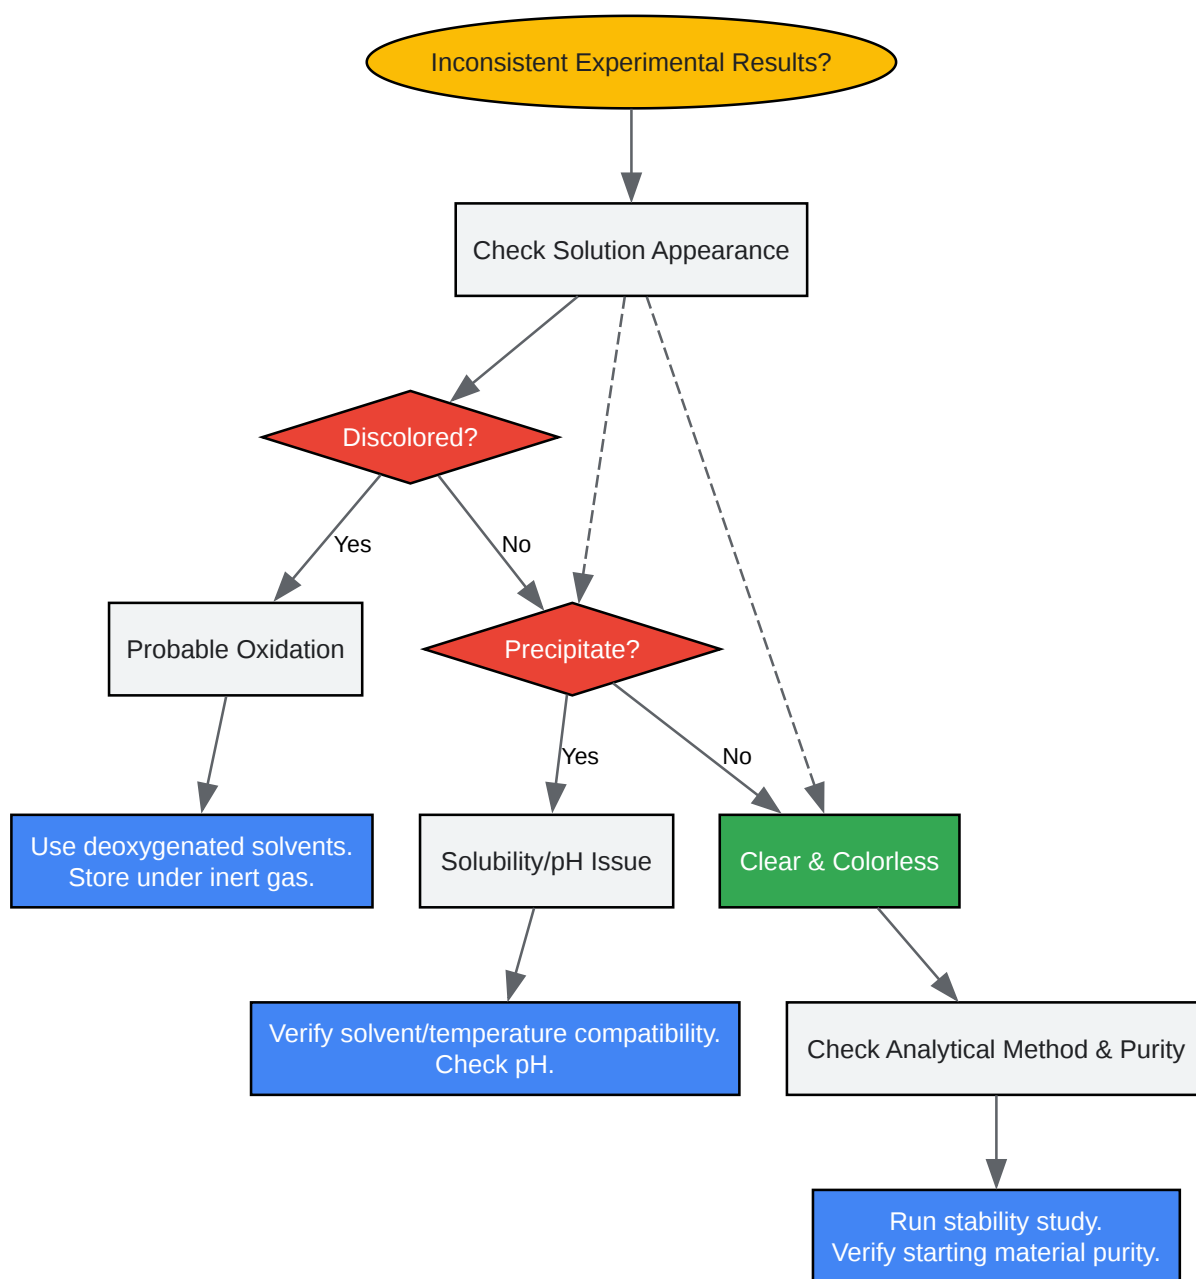 Inconsistent Experimental Results?
Check Solution Appearance
Discolored?
Yes
No
Probable Oxidation
Precipitate?
Yes
No
Use deoxygenated solvents.
Store under inert gas.
Solubility/pH Issue
Clear & Colorless
Verify solvent/temperature compatibility.
Check pH.
Check Analytical Method & Purity
Run stability study.
Verify starting material purity.